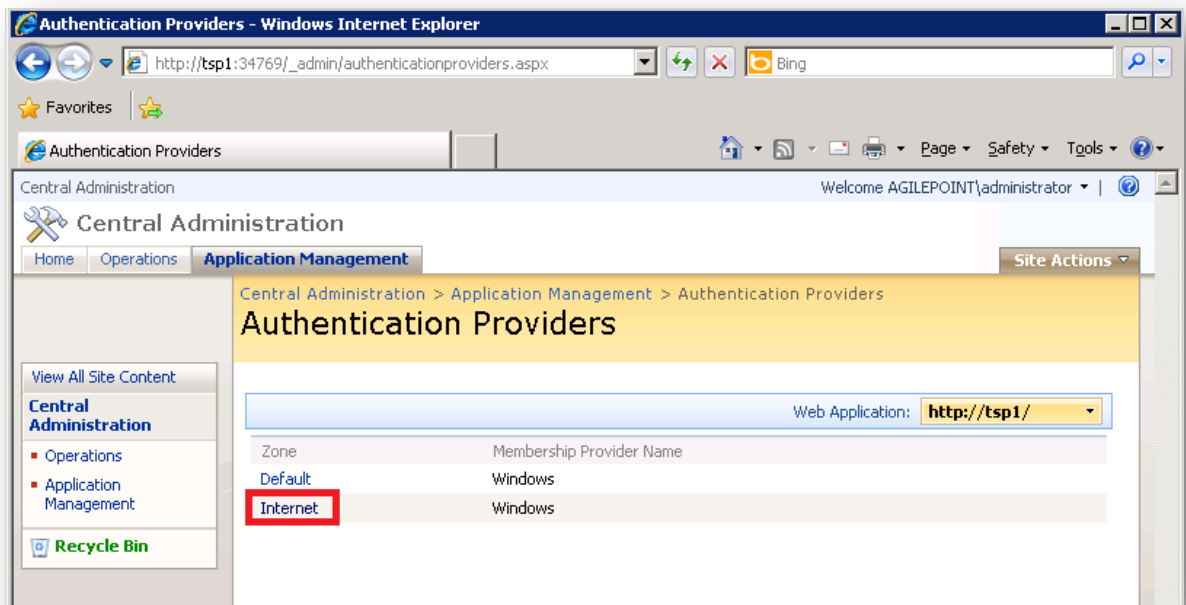 Authentication Providers - Windows Internet Explorer
http://tsp1:34769/_admin/authenticationproviders.aspx
Bing
Favorites
Authentication Providers
Page Safety Tools
Central Administration
Welcome AGILEPOINT\administrator |
Central Administration
Home Operations Application Management
Site Actions
Central Administration > Application Management > Authentication Providers
Authentication Providers
View All Site Content
Central
Administration
Operations
Application
Management
Recycle Bin
Web Application: http://tsp1/
Zone Membership Provider Name
Default Windows
Internet Windows